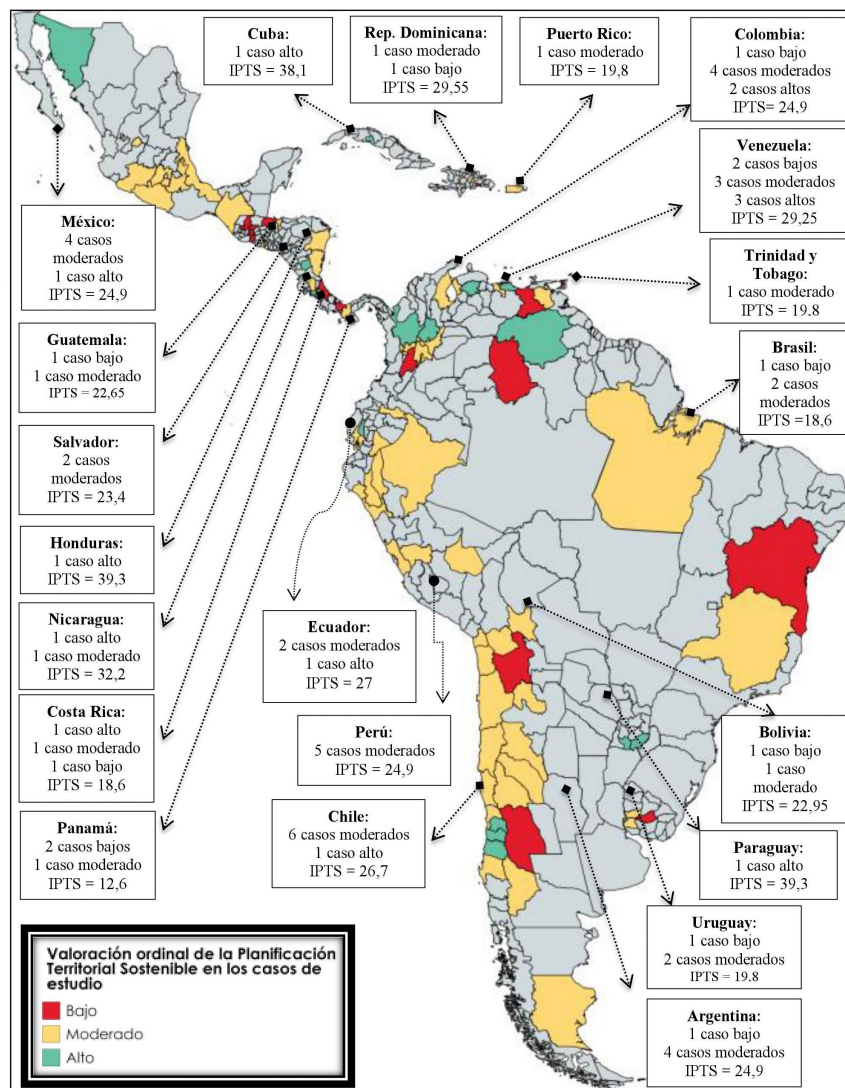 Cuba:
1 caso alto
IPTS = 38,1
Rep. Dominicana:
1 caso moderado
1 caso bajo
IPTS = 29,55
Puerto Rico:
1 caso moderado
IPTS = 19,8
Colombia:
1 caso bajo
4 casos moderados
2 casos altos
IPTS= 24,9
Venezuela:
2 casos bajos
3 casos moderados
3 casos altos
IPTS = 29,25
Trinidad y
Tobago:
1 caso moderado
IPTS = 19.8
Brasil:
1 caso bajo
2 casos
moderados
IPTS =18,6
México:
4 casos
moderados
1 caso alto
IPTS = 24,9
Guatemala:
1 caso bajo
1 caso moderado
IPTS = 22,65
Salvador:
2 casos
moderados
IPTS = 23,4
Honduras:
1 caso alto
IPTS = 39,3
Nicaragua:
1 caso alto
1 caso moderado
IPTS = 32,2
Costa Rica:
1 caso alto
1 caso moderado
1 caso bajo
IPTS = 18,6
Panamá:
2 casos bajos
1 caso moderado
IPTS = 12,6
Ecuador:
2 casos moderados
1 caso alto
IPTS = 27
Perú:
5 casos moderados
IPTS = 24,9
Chile:
6 casos moderados
1 caso alto
IPTS = 26,7
Bolivia:
1 caso bajo
1 caso
moderado
IPTS = 22,95
Paraguay:
1 caso alto
IPTS = 39,3
Uruguay:
1 caso bajo
2 casos moderados
IPTS = 19.8
Argentina:
1 caso bajo
4 casos moderados
IPTS = 24,9
Valoración ordinal de la Planificación
Territorial Sostenible en los casos de
estudio
Bajo
Moderado
Alto